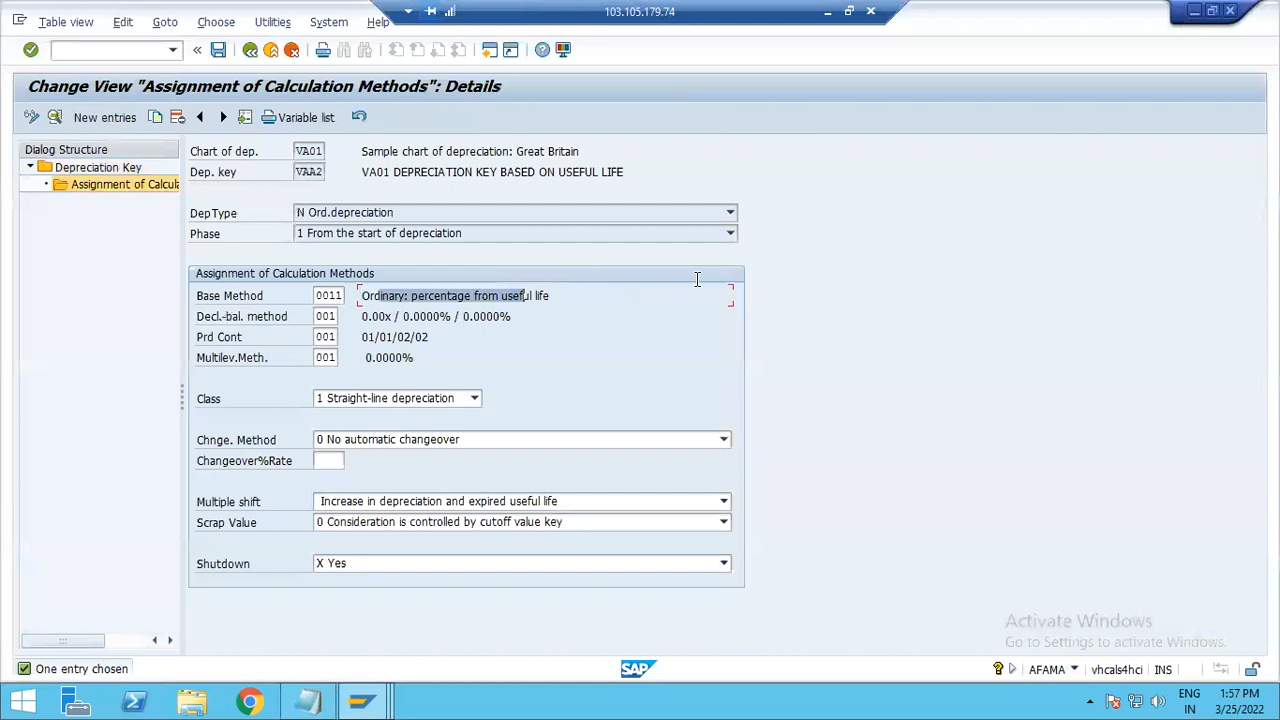 103.105.179.74
Table view Edit Goto Choose Utilities System Help
Change View "Assignment of Calculation Methods": Details
New entries Variable list
Dialog Structure
Depreciation Key
Assignment of Calcula
Chart of dep. VA01 Sample chart of depreciation: Great Britain
Dep. key VAA2 VA01 DEPRECIATION KEY BASED ON USEFUL LIFE
DepType N Ord.depreciation
Phase 1 From the start of depreciation
Assignment of Calculation Methods
Base Method 0011 Ordinary: percentage from useful life
Decl.-bal. method 001 0.00x / 0.0000% / 0.0000%
Prd Cont 001 01/01/02/02
Multilev.Meth. 001 0.0000%
Class 1 Straight-line depreciation
Chnge. Method 0 No automatic changeover
Changeover%Rate
Multiple shift Increase in depreciation and expired useful life
Scrap Value 0 Consideration is controlled by cutoff value key
Shutdown X Yes
Activate Windows
Go to Settings to activate Windows.
One entry chosen SAP AFAMA vhcals4hci INS
ENG 1:57 PM
IN 3/25/2022